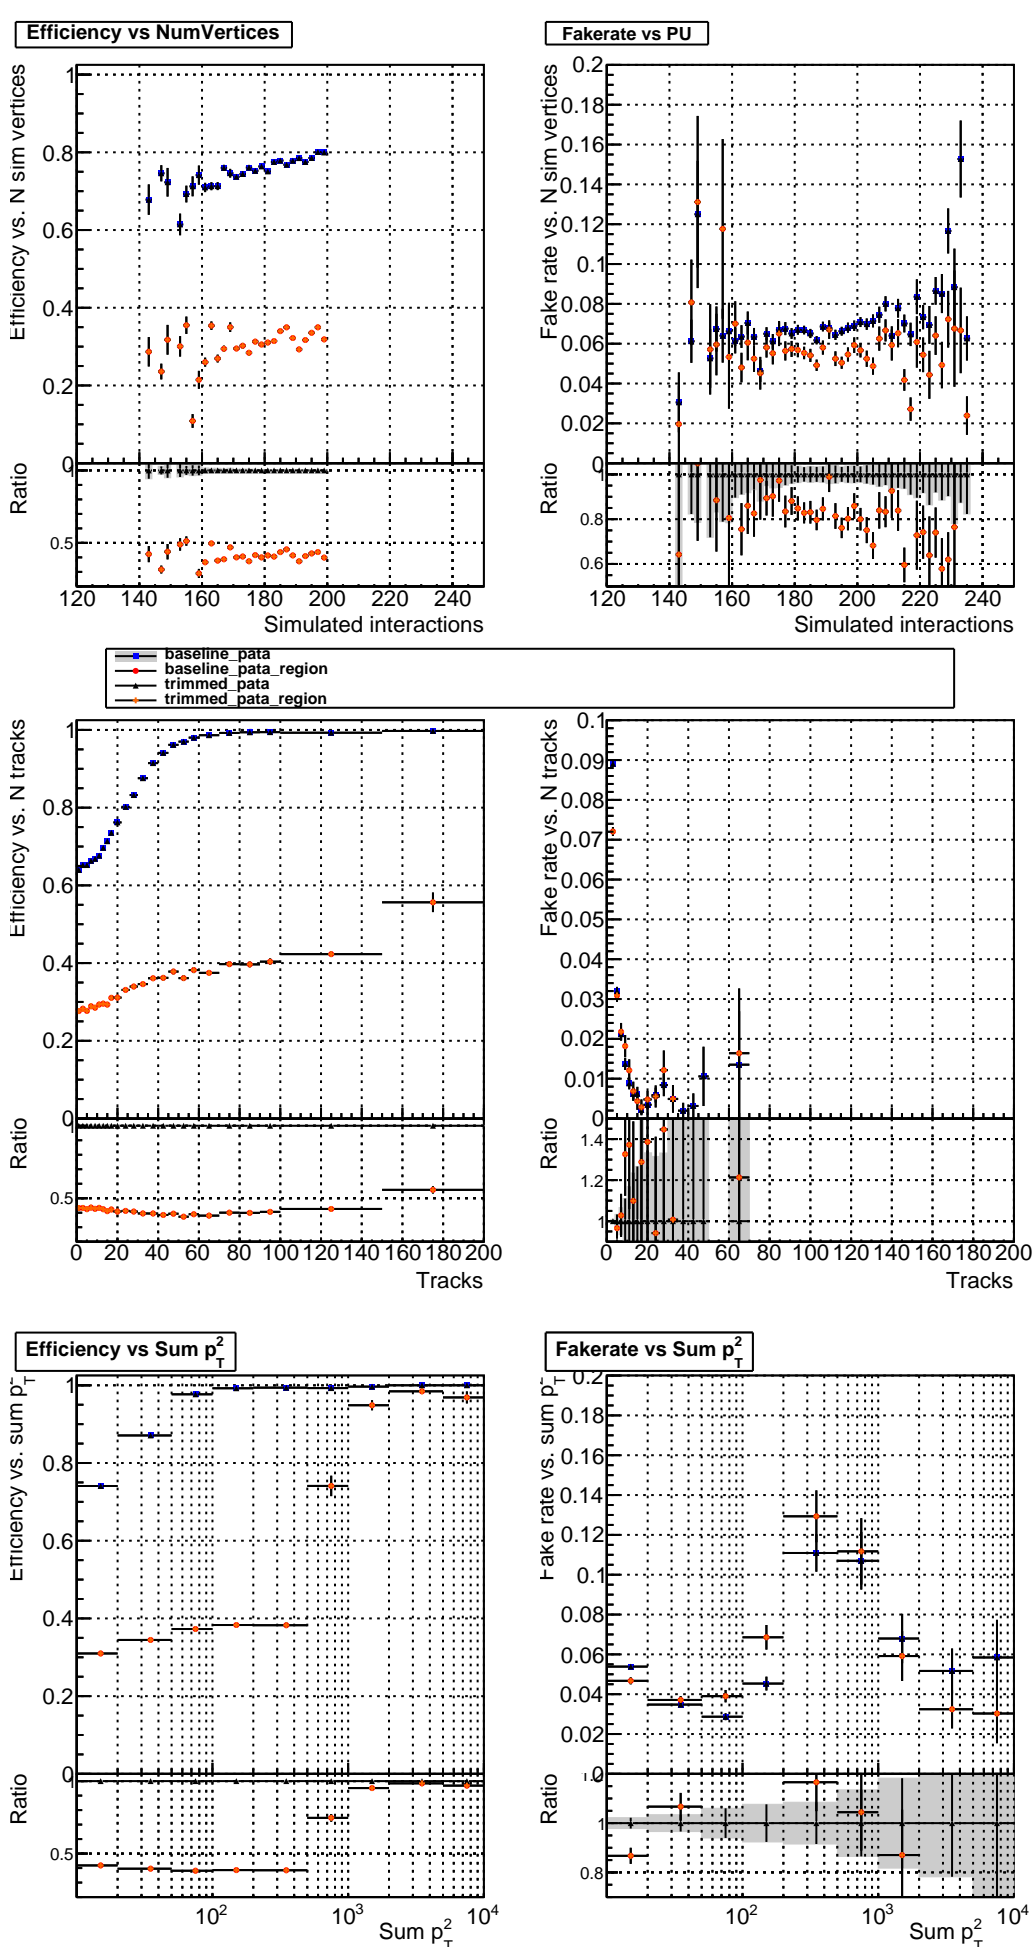 Efficiency vs NumVertices
Efficiency vs. N sim vertices
1
0.8
0.6
0.4
0.2
0
Ratio
1
0.5
120 140 160 180 200 220 240
Simulated interactions
Fakerate vs PU
Fake rate vs. N sim vertices
0.2
0.18
0.16
0.14
0.12
0.1
0.08
0.06
0.04
0.02
0
Ratio
1
0.8
0.6
120 140 160 180 200 220 240
Simulated interactions
baseline_pata
baseline_pata_region
trimmed_pata
trimmed_pata_region
Efficiency vs. N tracks
1
0.8
0.6
0.4
0.2
0
Ratio
1
0.5
0 20 40 60 80 100 120 140 160 180 200
Tracks
Fake rate vs. N tracks
0.1
0.09
0.08
0.07
0.06
0.05
0.04
0.03
0.02
0.01
0
Ratio
1.4
1.2
1
0 20 40 60 80 100 120 140 160 180 200
Tracks
Efficiency vs Sum p_T^2
Efficiency vs. sum p_T^2
1
0.8
0.6
0.4
0.2
0
Ratio
1
0.5
10^2 10^3 10^4
Sum p_T^2
Fakerate vs Sum p_T^2
Fake rate vs. sum p_T^2
0.2
0.18
0.16
0.14
0.12
0.1
0.08
0.06
0.04
0.02
0
Ratio
1.2
1
0.8
10^2 10^3 10^4
Sum p_T^2